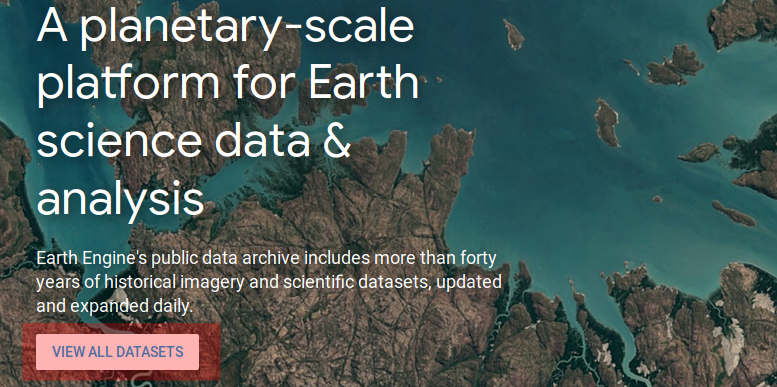 A planetary-scale
platform for Earth
science data &
analysis
Earth Engine's public data archive includes more than forty
years of historical imagery and scientific datasets, updated
and expanded daily.
VIEW ALL DATASETS